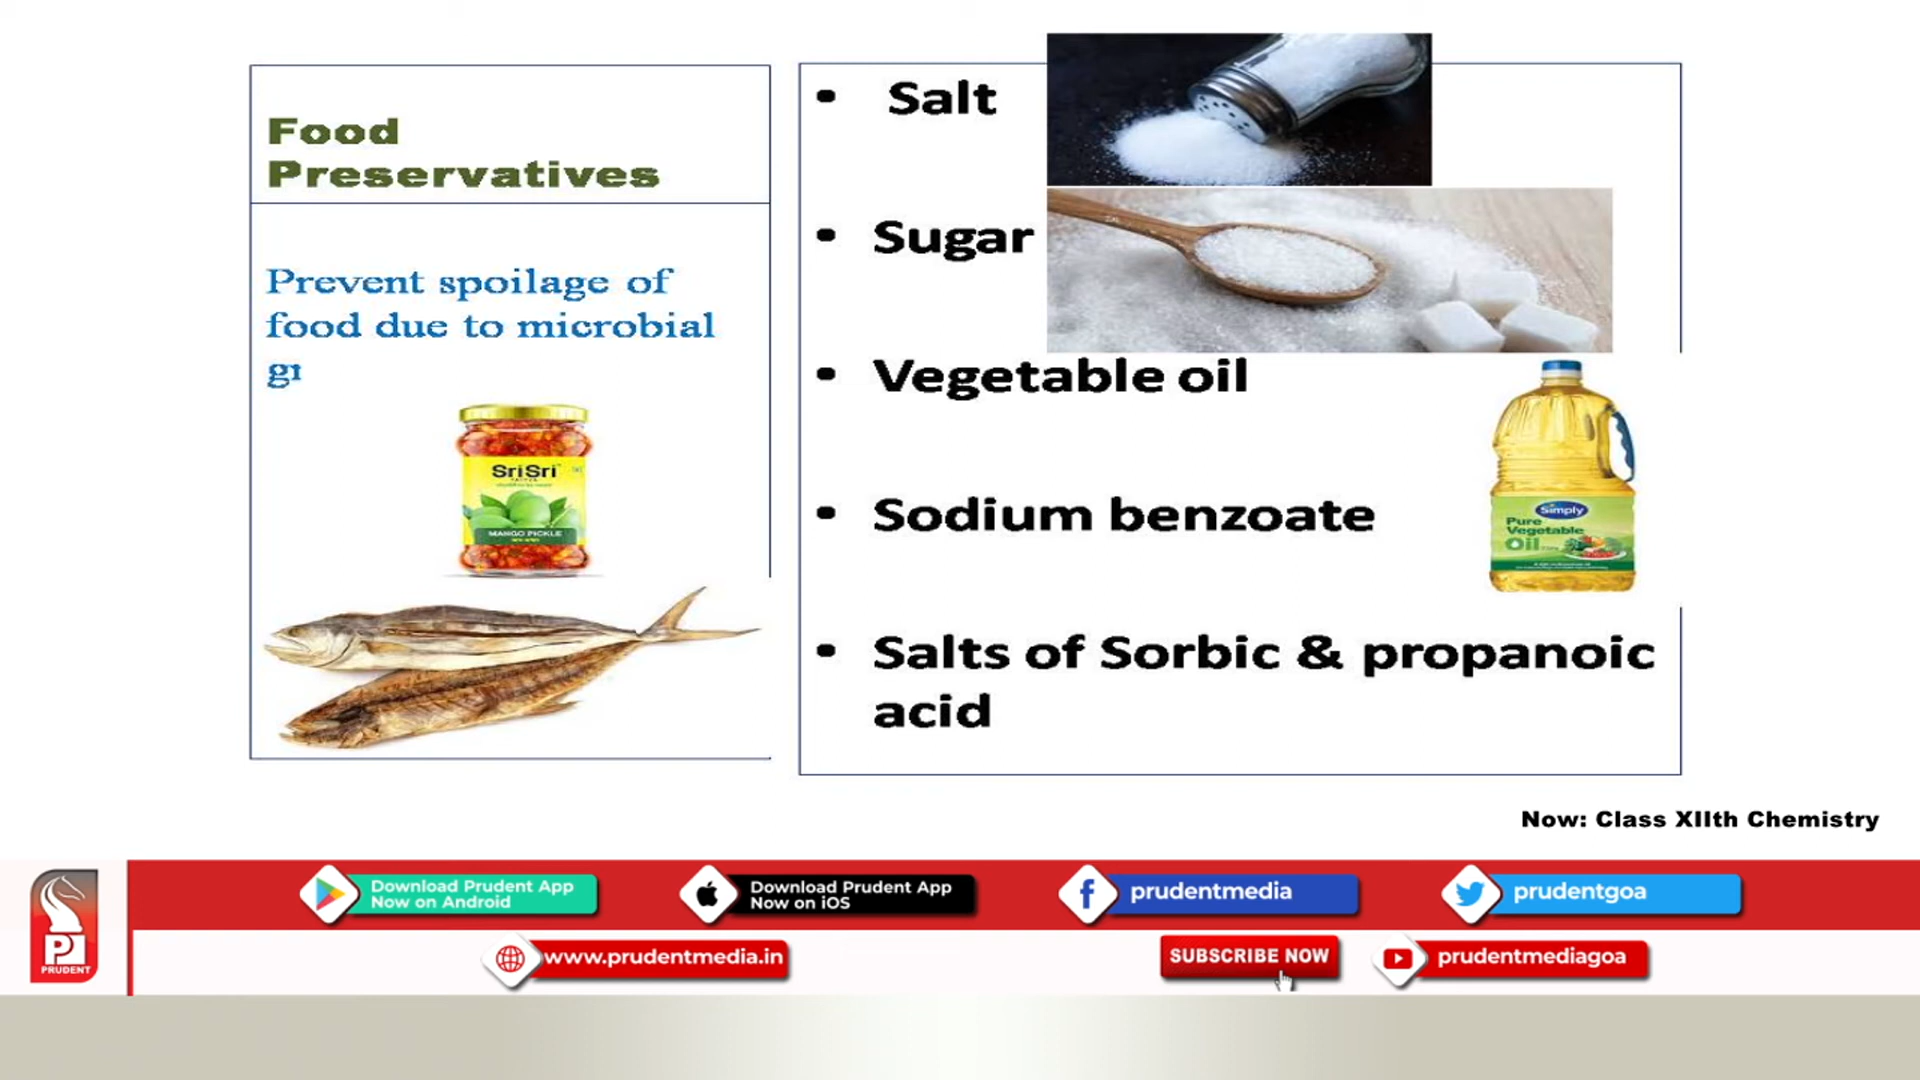 Food
Preservatives
Prevent spoilage of
food due to microbial
SriSri
MANGO PICKLE
• Salt
• Sugar
• Vegetable oil
• Sodium benzoate
• Salts of Sorbic & propanoic
acid
Simply
Pure
Vegetable
Oil
Now: Class XIIth Chemistry
PRUDENT
Download Prudent App
Now on Android
Download Prudent App
Now on iOS
prudentmedia
prudentgoa
www.prudentmedia.in
SUBSCRIBE NOW
prudentmediagoa